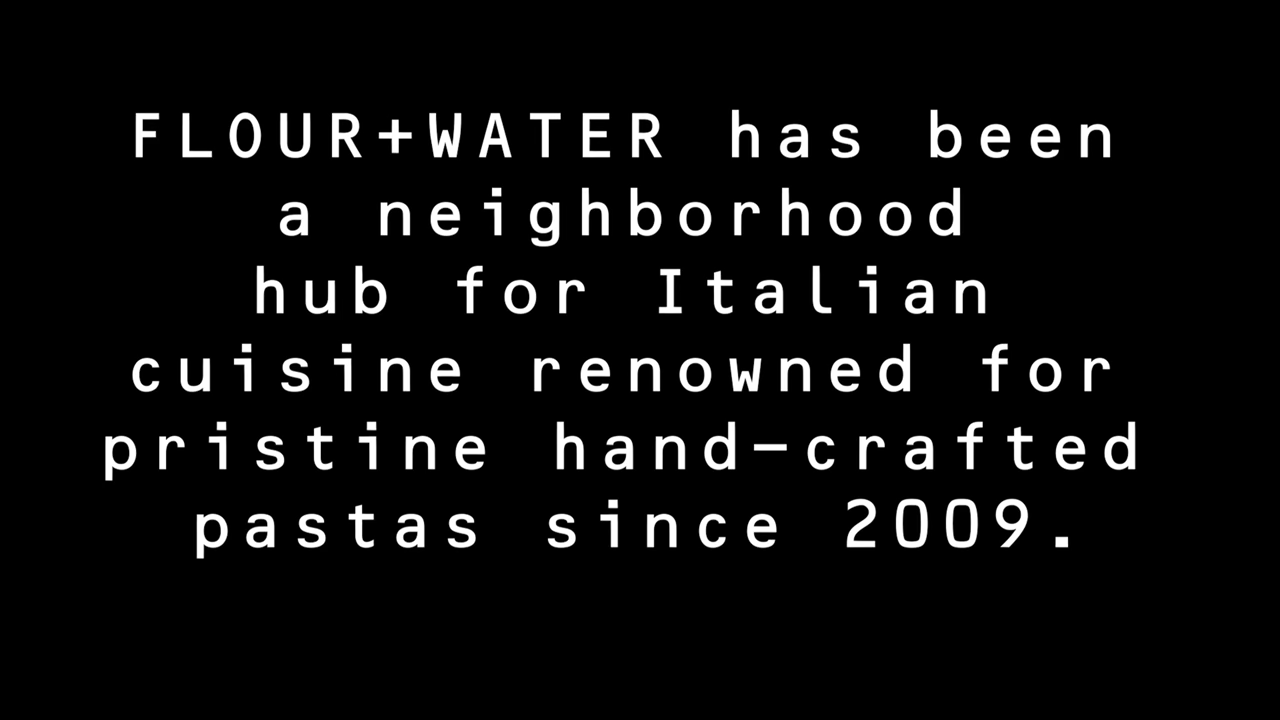 FLOUR+WATER has been
a neighborhood
hub for Italian
cuisine renowned for
pristine hand-crafted
pastas since 2009.